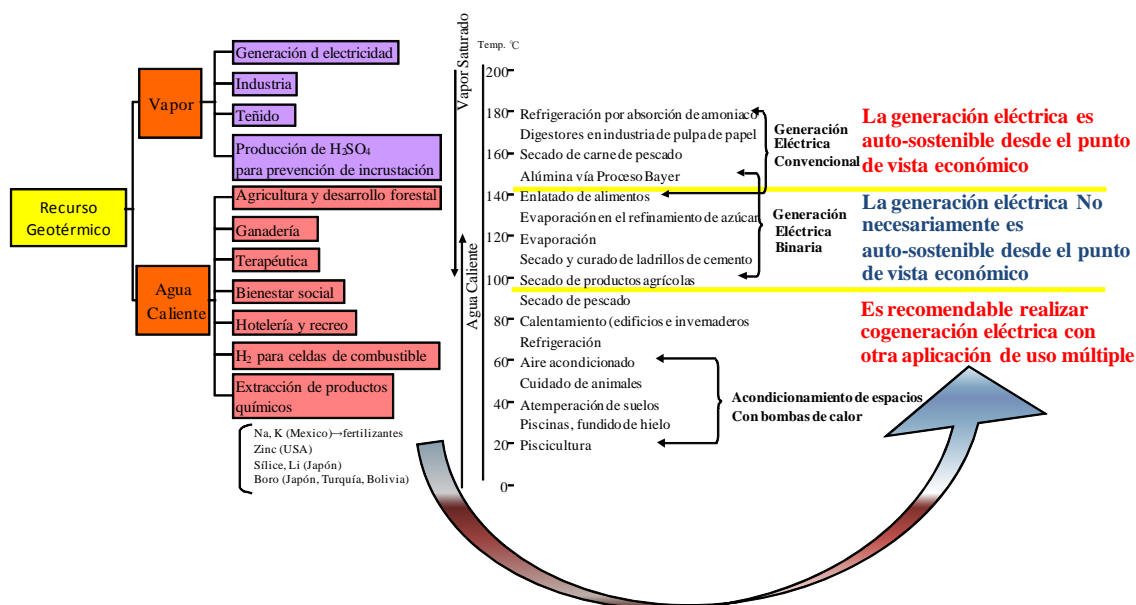 Recurso
Geotérmico
Vapor
Agua
Caliente
Generación d electricidad
Industria
Teñido
Producción de H2SO4
para prevención de incrustación
Agricultura y desarrollo forestal
Ganadería
Terapéutica
Bienestar social
Hotelería y recreo
H2 para celdas de combustible
Extracción de productos
químicos
Na, K (Mexico)→fertilizantes
Zinc (USA)
Sílice, Li (Japón)
Boro (Japón, Turquía, Bolivia)
Vapor Saturado
Agua Caliente
Temp. ℃
200
180
160
140
120
100
80
60
40
20
0
Refrigeración por absorción de amoniaco
Digestores en industria de pulpa de papel
Secado de carne de pescado
Alúmina vía Proceso Bayer
Enlatado de alimentos
Evaporación en el refinamiento de azúcar
Evaporación
Secado y curado de ladrillos de cemento
Secado de productos agrícolas
Secado de pescado
Calentamiento (edificios e invernaderos
Refrigeración
Aire acondicionado
Cuidado de animales
Atemperación de suelos
Piscinas, fundido de hielo
Piscicultura
Generación
Eléctrica
Convencional
Generación
Eléctrica
Binaria
Acondicionamiento de espacios
Con bombas de calor
La generación eléctrica es
auto-sostenible desde el punto
de vista económico
La generación eléctrica No
necesariamente es
auto-sostenible desde el punto
de vista económico
Es recomendable realizar
cogeneración eléctrica con
otra aplicación de uso múltiple